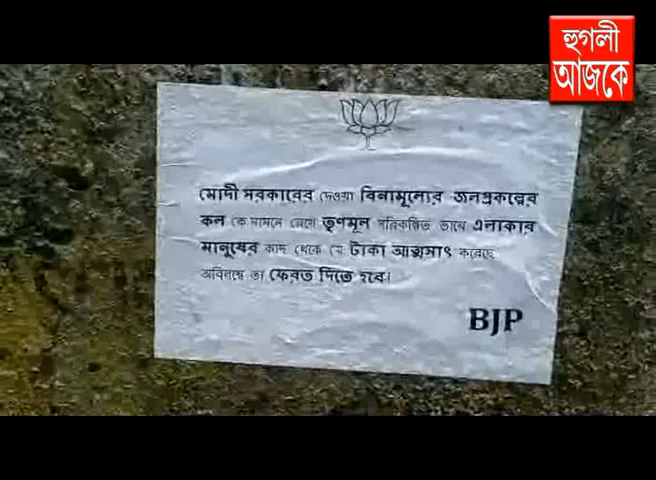 হুগলী
আজকে
মোদী সরকারের দেওয়া বিনামূল্যের জলপ্রকল্পের
কল কে সামনে রেখে তৃণমূল পরিকল্পিত ভাবে এলাকার
মানুষের কাছ থেকে যে টাকা আত্মসাৎ করেছে
অবিলম্বে তা ফেরত দিতে হবে।
BJP